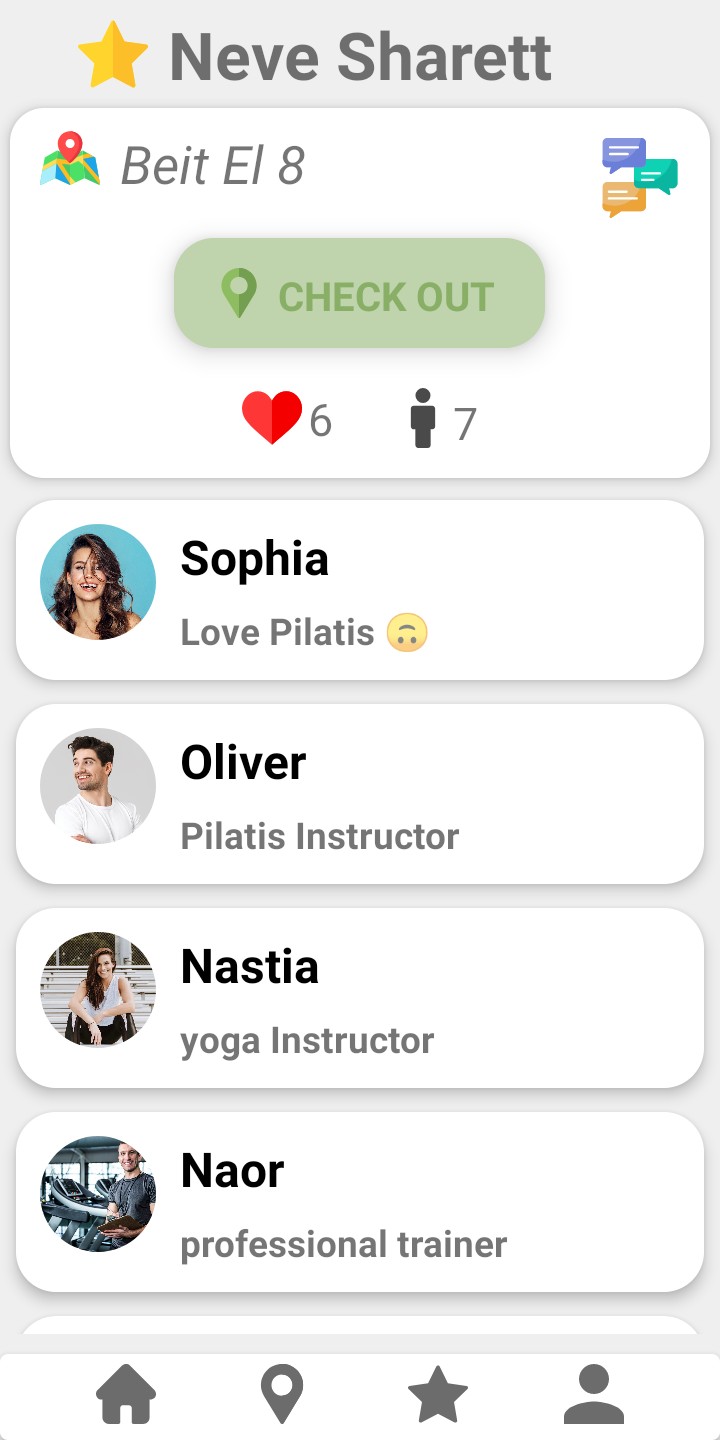 Neve Sharett
Beit El 8
CHECK OUT
6 7
Sophia
Love Pilatis 🙃
Oliver
Pilatis Instructor
Nastia
yoga Instructor
Naor
professional trainer